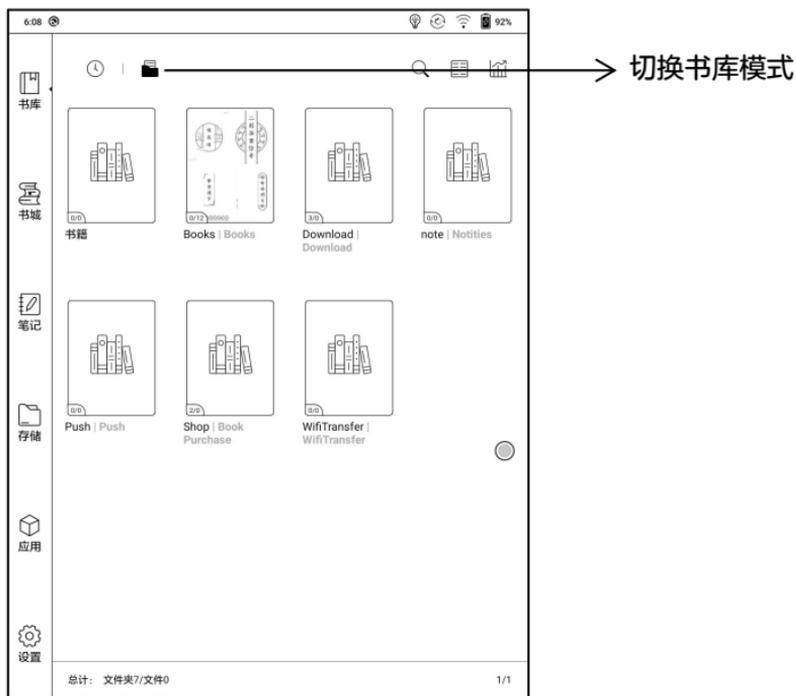 6:08
92%
切换书库模式
书库
书城
笔记
存储
应用
设置
0/0
0/12
3/0
0/0
书籍
Books | Books
Download |
Download
note | Notities
0/0
2/0
0/0
Push | Push
Shop | Book
Purchase
WifiTransfer |
WifiTransfer
总计： 文件夹7/文件0
1/1